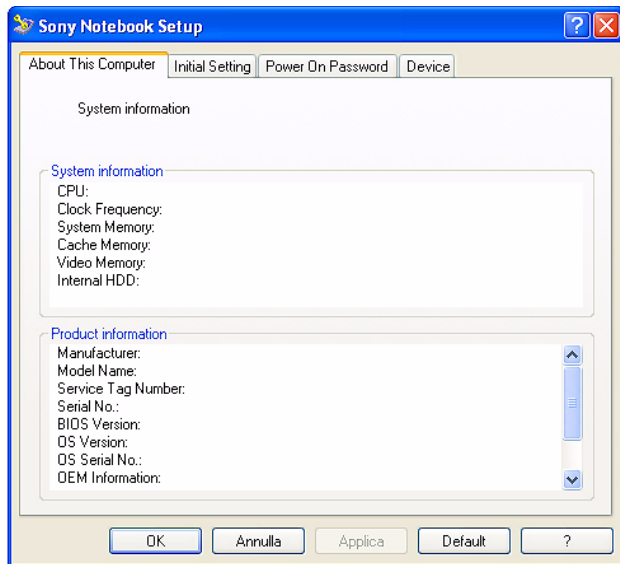 Sony Notebook Setup
?
About This Computer
Initial Setting
Power On Password
Device
System information
System information
CPU:
Clock Frequency:
System Memory:
Cache Memory:
Video Memory:
Internal HDD:
Product information
Manufacturer:
Model Name:
Service Tag Number:
Serial No.:
BIOS Version:
OS Version:
OS Serial No.:
OEM Information:
OK
Annulla
Applica
Default
?